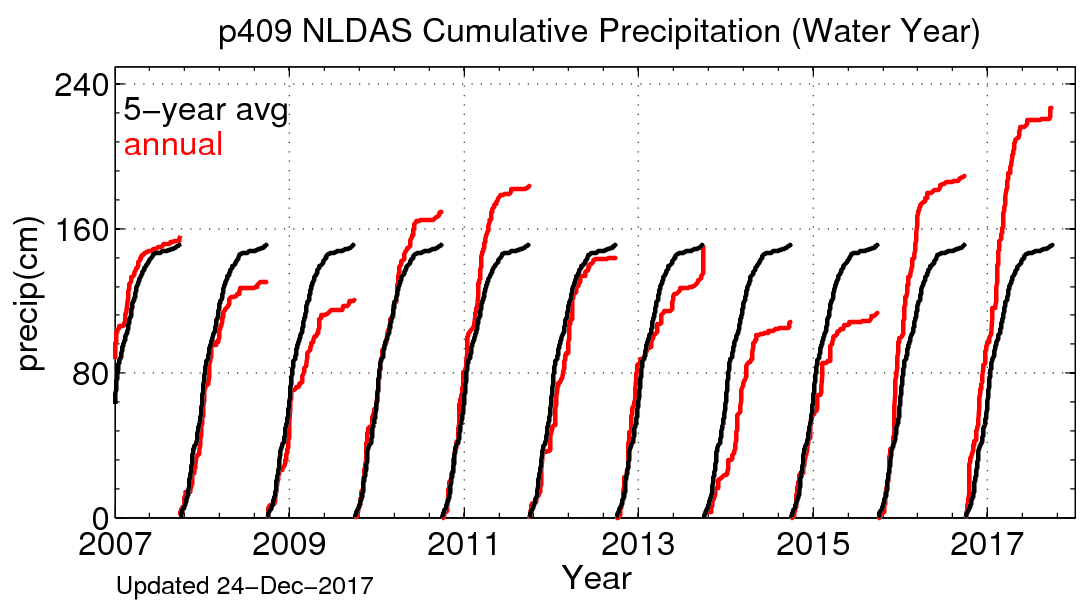 p409 NLDAS Cumulative Precipitation (Water Year)
240
5−year avg
annual
160
precip(cm)
80
0
2007 2009 2011 2013 2015 2017
Year
Updated 24−Dec−2017